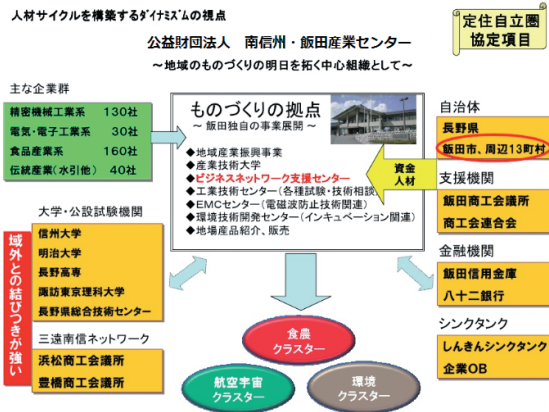 人材サイクルを構築するダイナミズムの視点
公益財団法人 南信州・飯田産業センター
～地域のものづくりの明日を拓く中心組織として～
定住自立圏
協定項目
主な企業群
精密機械工業系 130社
電気・電子工業系 30社
食品産業系 160社
伝統産業(水引他) 40社
ものづくりの拠点
～ 飯田独自の事業展開 ～
◆地域産業振興事業
◆産業技術大学
◆ビジネスネットワーク支援センター
◆工業技術センター(各種試験・技術相談)
◆EMCセンター(電磁波防止技術関連)
◆環境技術開発センター(インキュベーション関連)
◆地場産品紹介、販売
資金
人材
自治体
長野県
飯田市、周辺13町村
支援機関
飯田商工会議所
商工会連合会
金融機関
飯田信用金庫
八十二銀行
シンクタンク
しんきんシンクタンク
企業OB
大学・公設試験機関
信州大学
明治大学
長野高専
諏訪東京理科大学
長野県総合技術センター
域外との結びつきが強い
三遠南信ネットワーク
浜松商工会議所
豊橋商工会議所
食農
クラスター
航空宇宙
クラスター
環境
クラスター